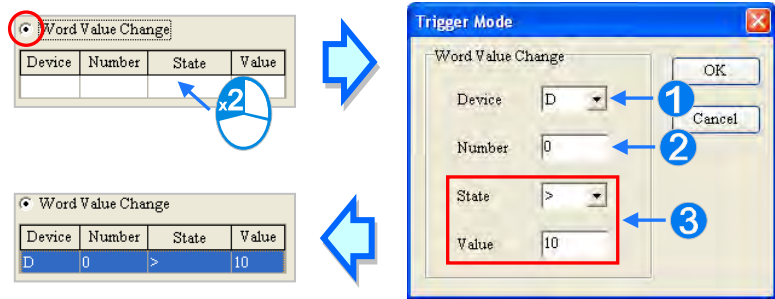 Word Value Change
Device Number State Value
x2
Trigger Mode
Word Value Change
Device D 1
Number 0 2
State >
Value 10
3
OK
Cancel
Word Value Change
Device Number State Value
D 0 > 10